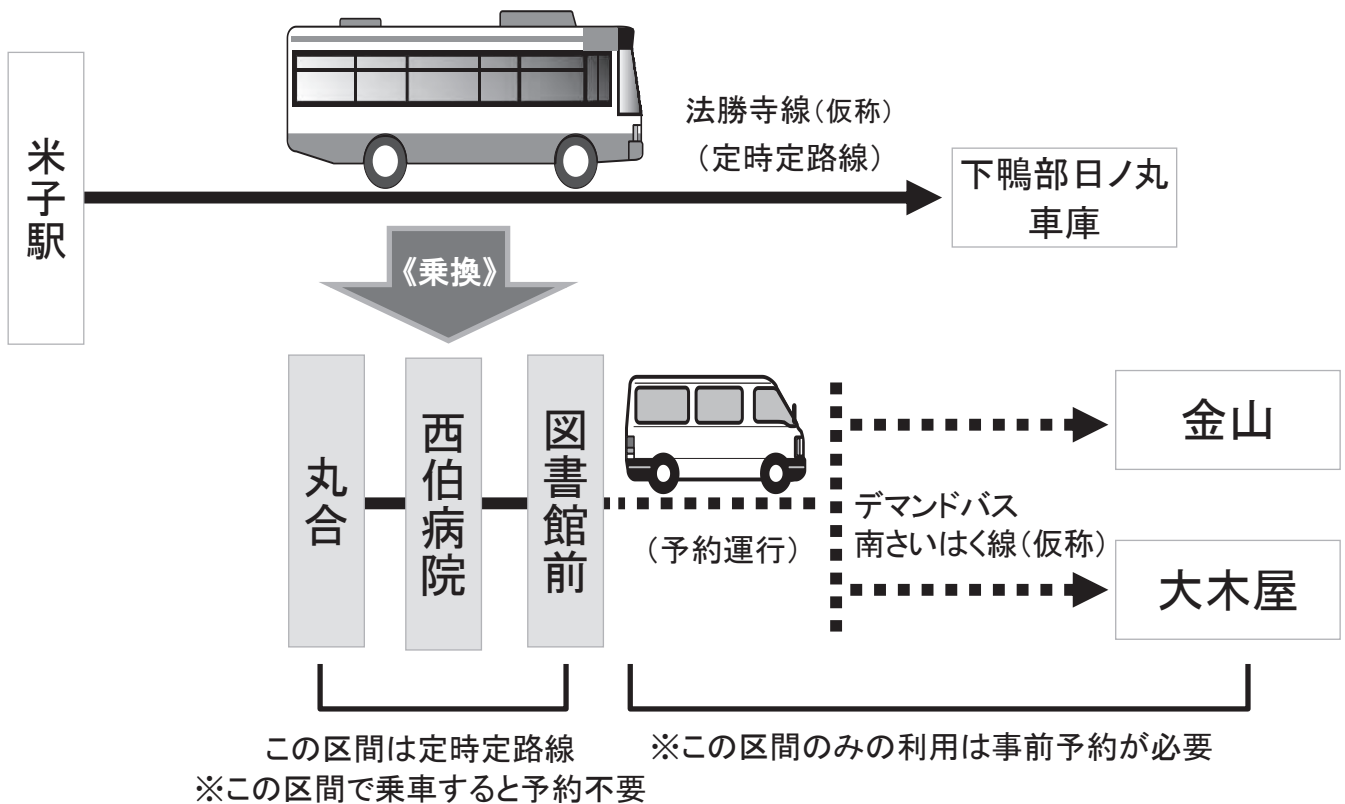 米子駅
法勝寺線（仮称）
（定時定路線）
下鴨部日ノ丸
車庫
《乗換》
丸合
西伯病院
図書館前
（予約運行）
デマンドバス
南さいはく線（仮称）
金山
大木屋
この区間は定時定路線
※この区間で乗車すると予約不要
※この区間のみの利用は事前予約が必要